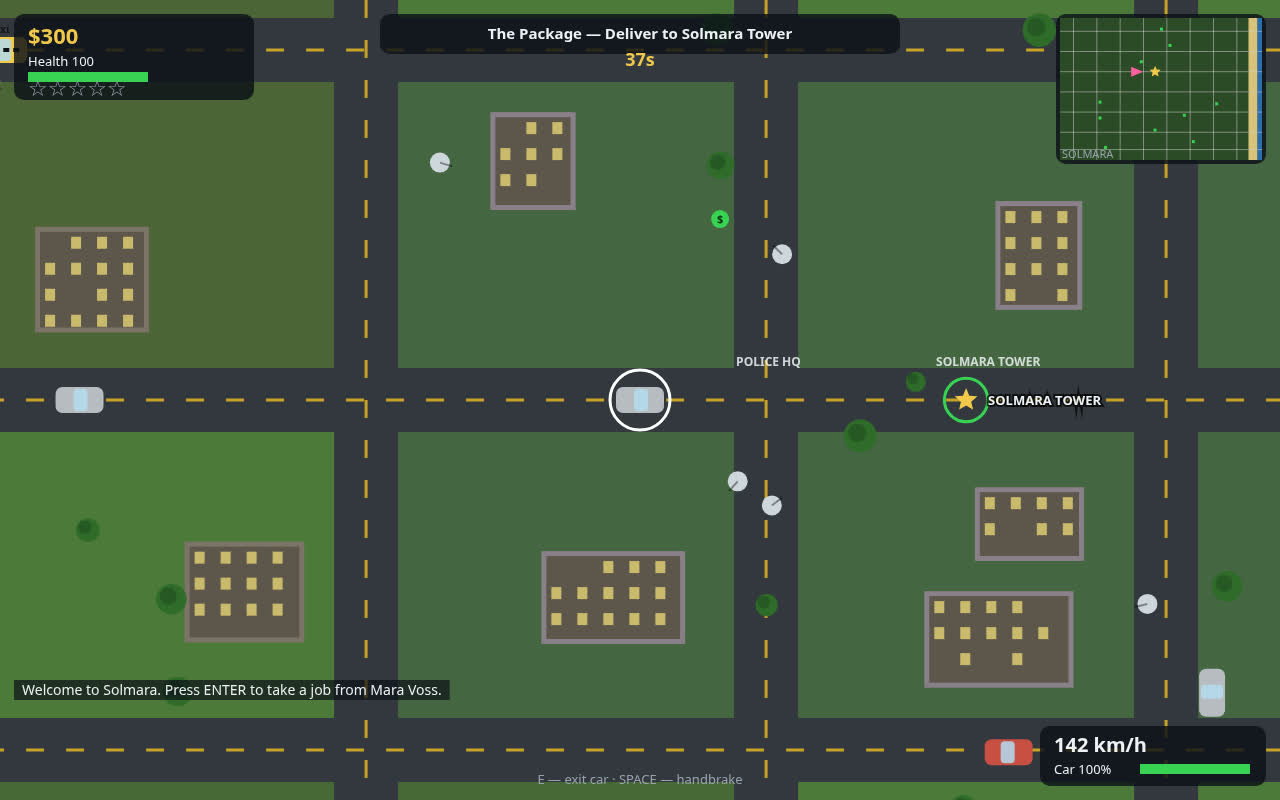 $300
Health 100
The Package — Deliver to Solmara Tower
37s
SOLMARA
POLICE HQ
SOLMARA TOWER
SOLMARA TOWER
$
Welcome to Solmara. Press ENTER to take a job from Mara Voss.
142 km/h
Car 100%
E — exit car · SPACE — handbrake